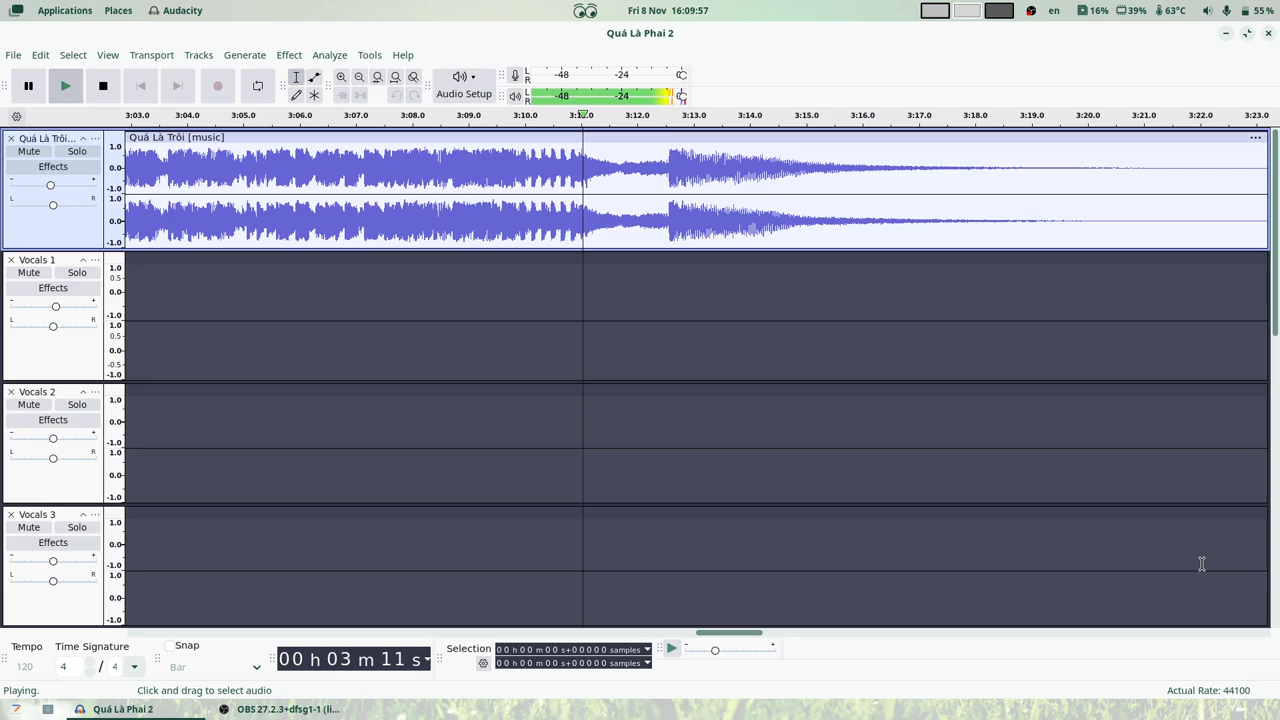 Applications Places Audacity Fri 8 Nov 16:09:57 en 16% 39% 63°C 55 %
Quá Là Phai 2
File Edit Select View Transport Tracks Generate Effect Analyze Tools Help
L R -48 -24 0
Audio Setup L R -48 -24 0
3:03.0 3:04.0 3:05.0 3:06.0 3:07.0 3:08.0 3:09.0 3:10.0 3:11.0 3:12.0 3:13.0 3:14.0 3:15.0 3:16.0 3:17.0 3:18.0 3:19.0 3:20.0 3:21.0 3:22.0 3:23.0
Quá Là Trôi... Quá Là Trôi [music]
Mute Solo 1.0
Effects 0.0
- + -1.0
L R 1.0
0.0
-1.0
Vocals 1 1.0
Mute Solo 0.5
Effects 0.0
- + -1.0
L R 1.0
0.5
0.0
-0.5
-1.0
Vocals 2 1.0
Mute Solo
Effects 0.0
- + -1.0
L R 1.0
0.0
-1.0
Vocals 3 1.0
Mute Solo
Effects 0.0
- + -1.0
L R 1.0
0.0
-1.0
Tempo Time Signature Snap Selection 0 0 h 0 0 m 0 0 s+0 0 0 0 0 samples
120 4 / 4 Bar 00 h 03 m 11 s 0 0 h 0 0 m 0 0 s+0 0 0 0 0 samples
Playing. Click and drag to select audio Actual Rate: 44100
Quá Là Phai 2 OBS 27.2.3+dfsg1-1 (li...